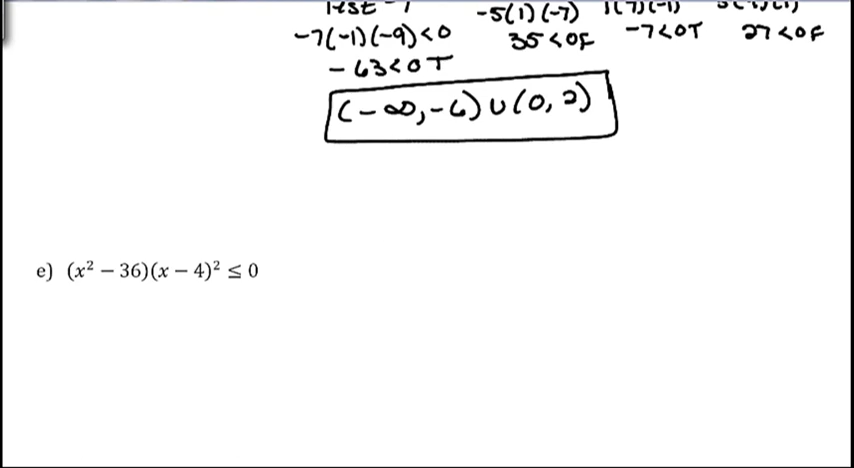 -5(1)(-7)
-7(-1)(-9)<0 35<0F -7<0T 27<0F
-63<0 T
(-∞,-6)∪(0,2)
e) (x² − 36)(x − 4)² ≤ 0